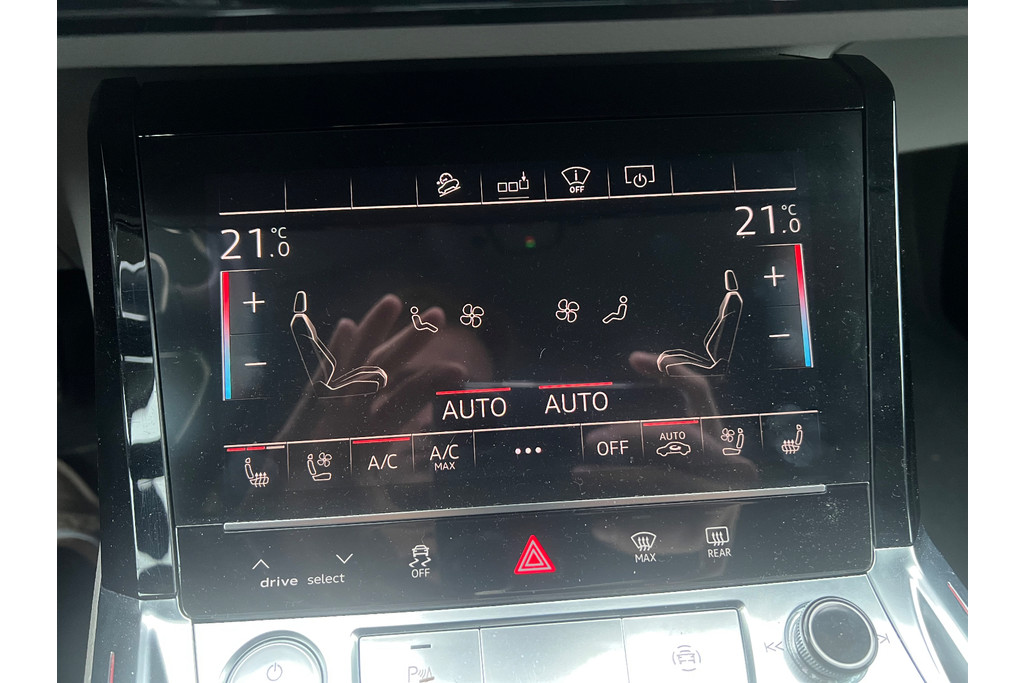 OFF
21.0 °C
21.0 °C
+
+
−
−
AUTO AUTO
A/C
A/C MAX
...
OFF
AUTO
drive select
OFF
MAX
REAR
P